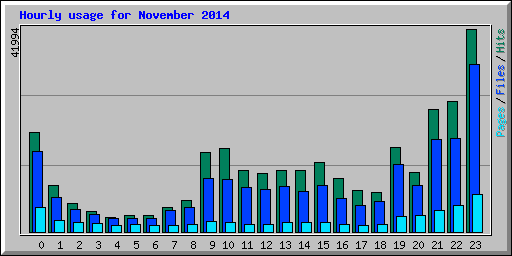 Hourly usage for November 2014
41994
Pages / Files / Hits
0 1 2 3 4 5 6 7 8 9 10 11 12 13 14 15 16 17 18 19 20 21 22 23